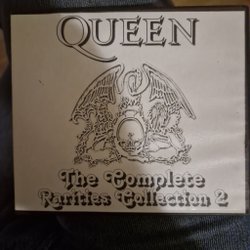 QUEEN
The Complete
Rarities Collection 2